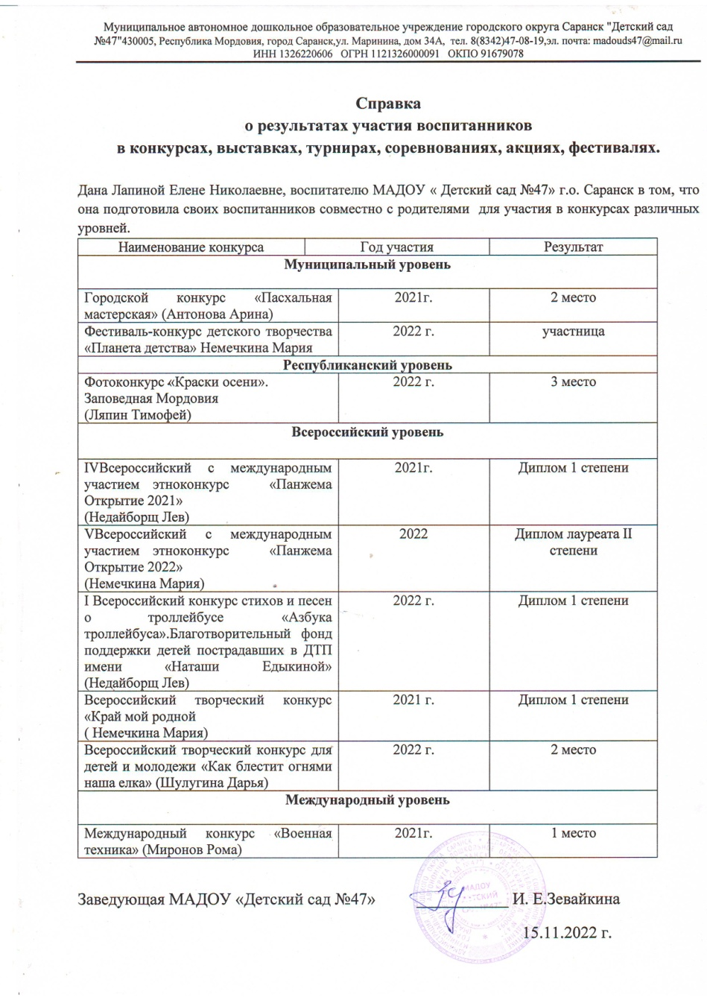 Муниципальное автономное дошкольное образовательное учреждение городского округа Саранск "Детский сад
№47"430005, Республика Мордовия, город Саранск,ул. Маринина, дом 34А, тел. 8(8342)47-08-19,эл. почта: madouds47@mail.ru
ИНН 1326220606 ОГРН 1121326000091 ОКПО 91679078
Справка
о результатах участия воспитанников
в конкурсах, выставках, турнирах, соревнованиях, акциях, фестивалях.
Дана Лапиной Елене Николаевне, воспитателю МАДОУ « Детский сад №47» г.о. Саранск в том, что
она подготовила своих воспитанников совместно с родителями для участия в конкурсах различных
уровней.
Наименование конкурса Год участия Результат
Муниципальный уровень
Городской конкурс «Пасхальная 2021г. 2 место
мастерская» (Антонова Арина)
Фестиваль-конкурс детского творчества 2022 г. участница
«Планета детства» Немечкина Мария
Республиканский уровень
Фотоконкурс «Краски осени». 2022 г. 3 место
Заповедная Мордовия
(Ляпин Тимофей)
Всероссийский уровень
IVВсероссийский с международным 2021г. Диплом 1 степени
участием этноконкурс «Панжема
Открытие 2021»
(Недайборщ Лев)
VВсероссийский с международным 2022 Диплом лауреата II
участием этноконкурс «Панжема степени
Открытие 2022»
(Немечкина Мария)
I Всероссийский конкурс стихов и песен 2022 г. Диплом 1 степени
о троллейбусе «Азбука
троллейбуса».Благотворительный фонд
поддержки детей пострадавших в ДТП
имени «Наташи Едыкиной»
(Недайборщ Лев)
Всероссийский творческий конкурс 2021 г. Диплом 1 степени
«Край мой родной
( Немечкина Мария)
Всероссийский творческий конкурс для 2022 г. 2 место
детей и молодежи «Как блестит огнями
наша елка» (Шулугина Дарья)
Международный уровень
Международный конкурс «Военная 2021г. 1 место
техника» (Миронов Рома)
Заведующая МАДОУ «Детский сад №47» И. Е.Зевайкина
15.11.2022 г.
МАДОУ